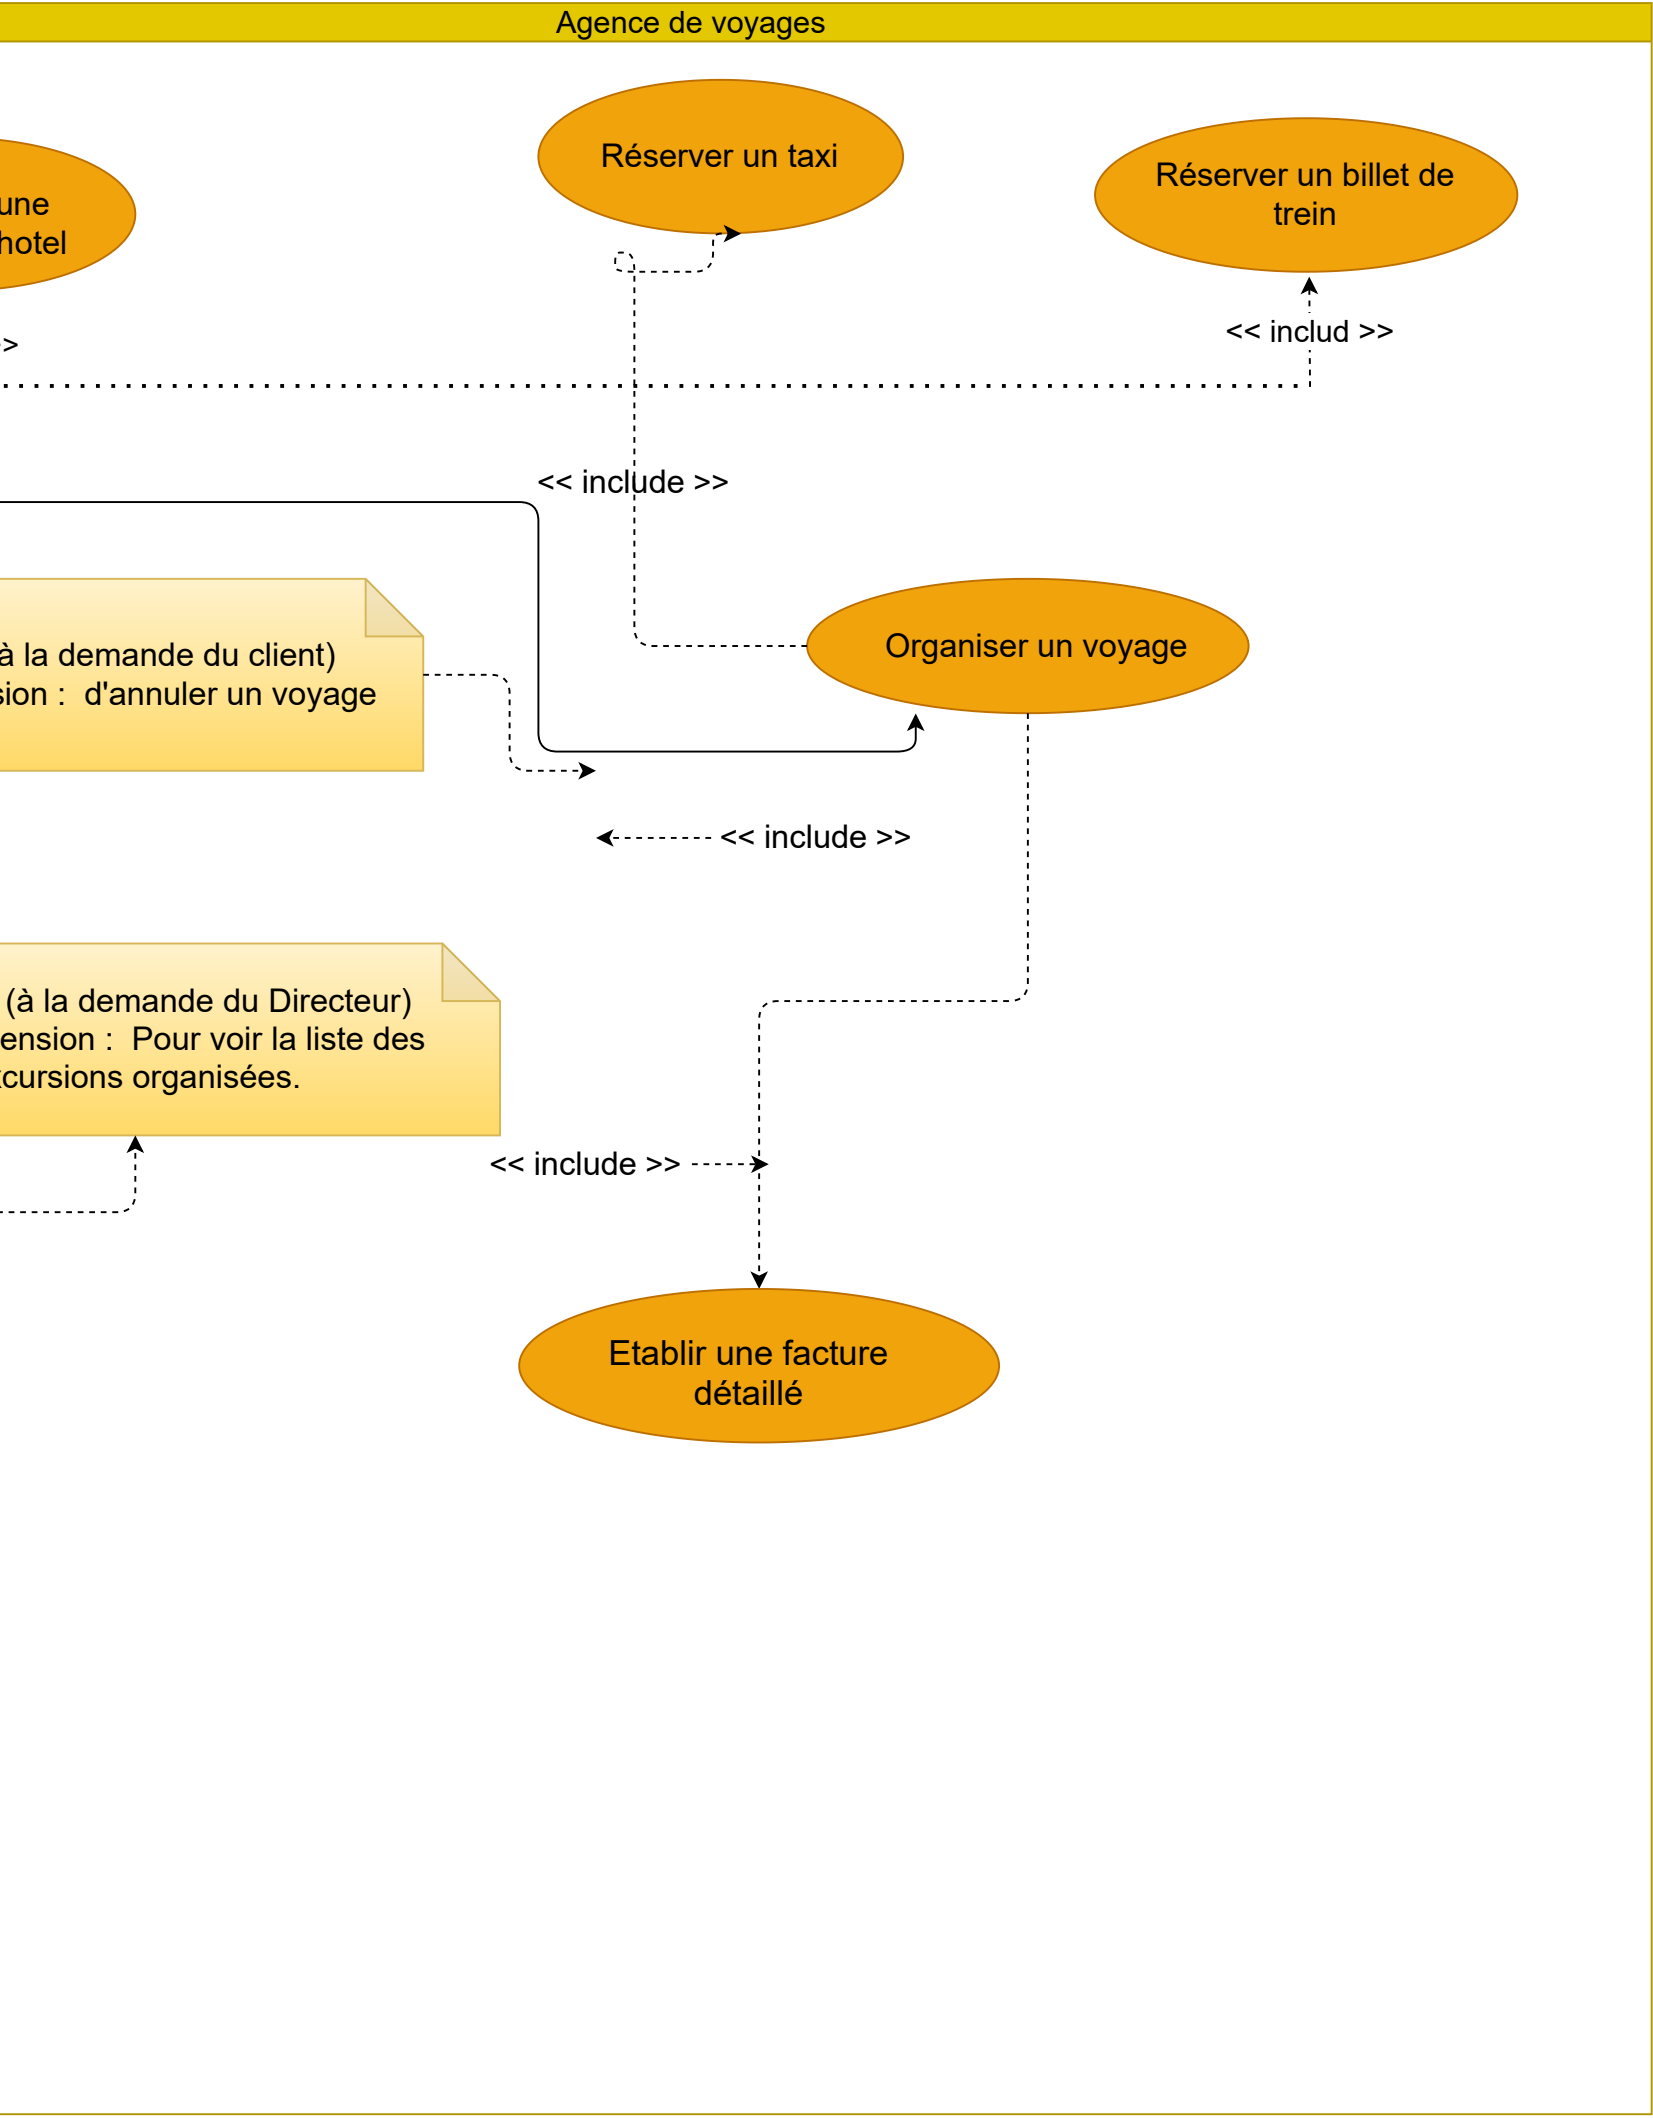 Agence de voyages
Réserver un taxi
Réserver un billet de
trein
une
hotel
<< includ >>
>
<< include >>
Organiser un voyage
à la demande du client)
sion :  d'annuler un voyage
<< include >>
(à la demande du Directeur)
ension :  Pour voir la liste des
cursions organisées.
<< include >>
Etablir une facture
détaillé